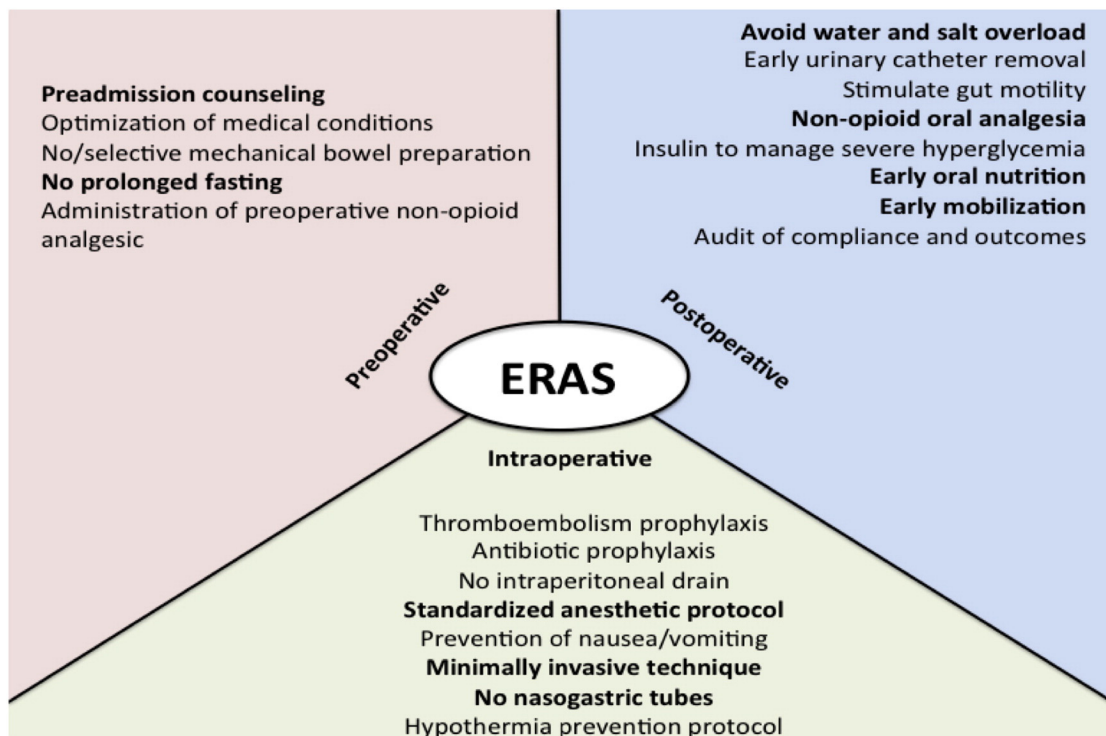 Preadmission counseling
Optimization of medical conditions
No/selective mechanical bowel preparation
No prolonged fasting
Administration of preoperative non-opioid
analgesic
Preoperative
Avoid water and salt overload
Early urinary catheter removal
Stimulate gut motility
Non-opioid oral analgesia
Insulin to manage severe hyperglycemia
Early oral nutrition
Early mobilization
Audit of compliance and outcomes
Postoperative
ERAS
Intraoperative
Thromboembolism prophylaxis
Antibiotic prophylaxis
No intraperitoneal drain
Standardized anesthetic protocol
Prevention of nausea/vomiting
Minimally invasive technique
No nasogastric tubes
Hypothermia prevention protocol